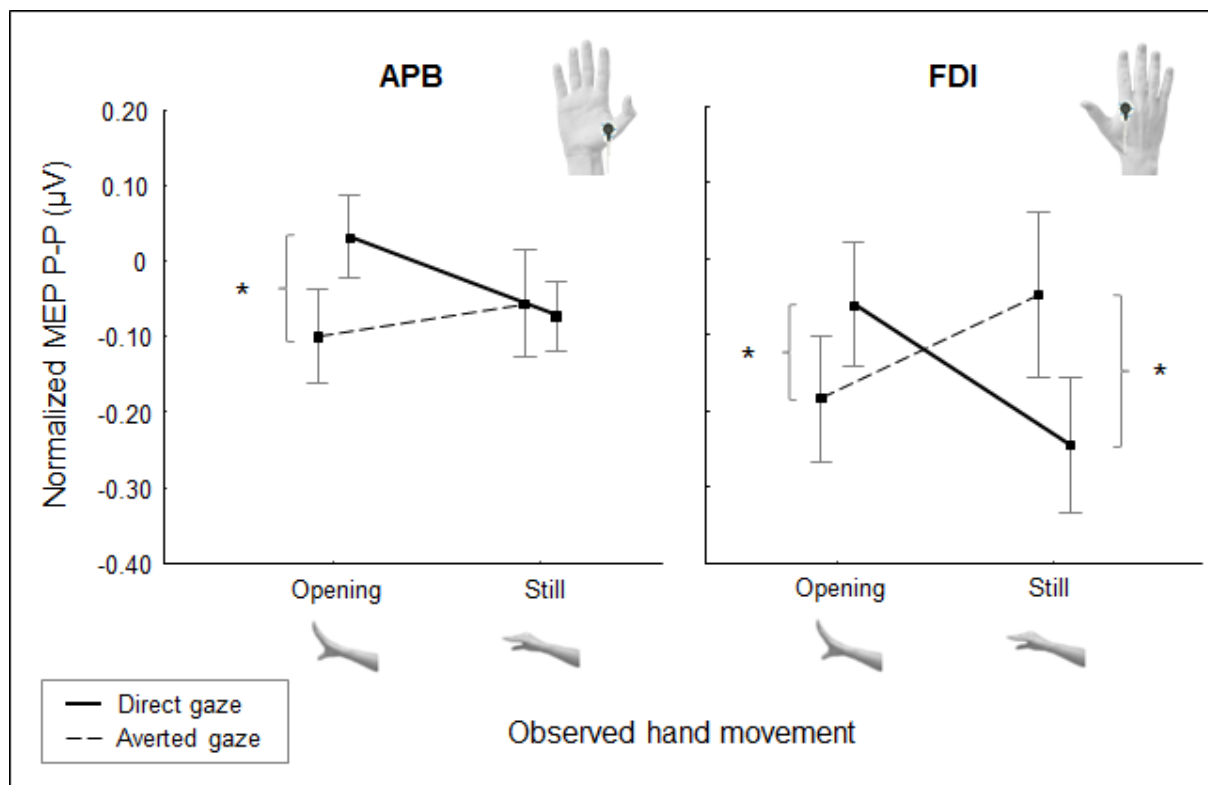 APB
FDI
Normalized MEP P-P (µV)
0.20
0.10
0
-0.10
-0.20
-0.30
-0.40
*
*
*
Opening
Still
Opening
Still
Direct gaze
Averted gaze
Observed hand movement